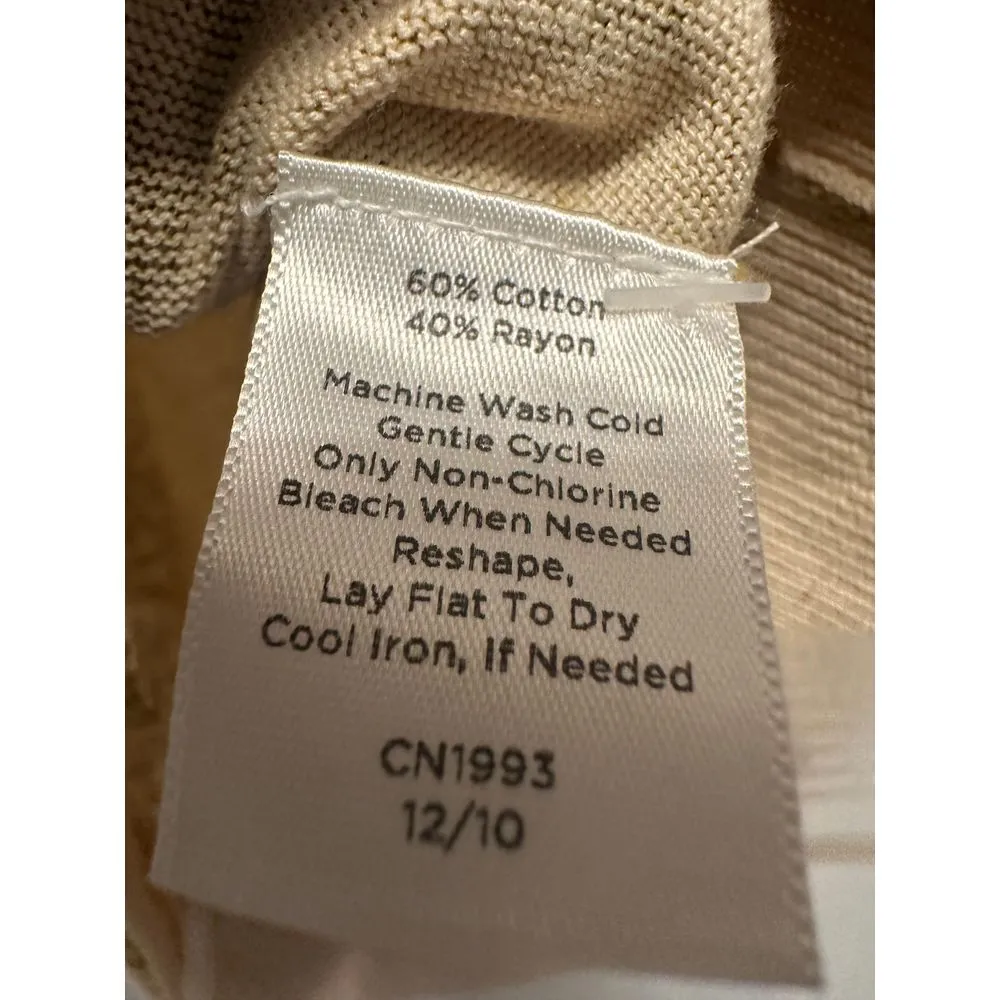 60% Cotton
40% Rayon
Machine Wash Cold
Gentle Cycle
Only Non-Chlorine
Bleach When Needed
Reshape,
Lay Flat To Dry
Cool Iron, If Needed
CN1993
12/10